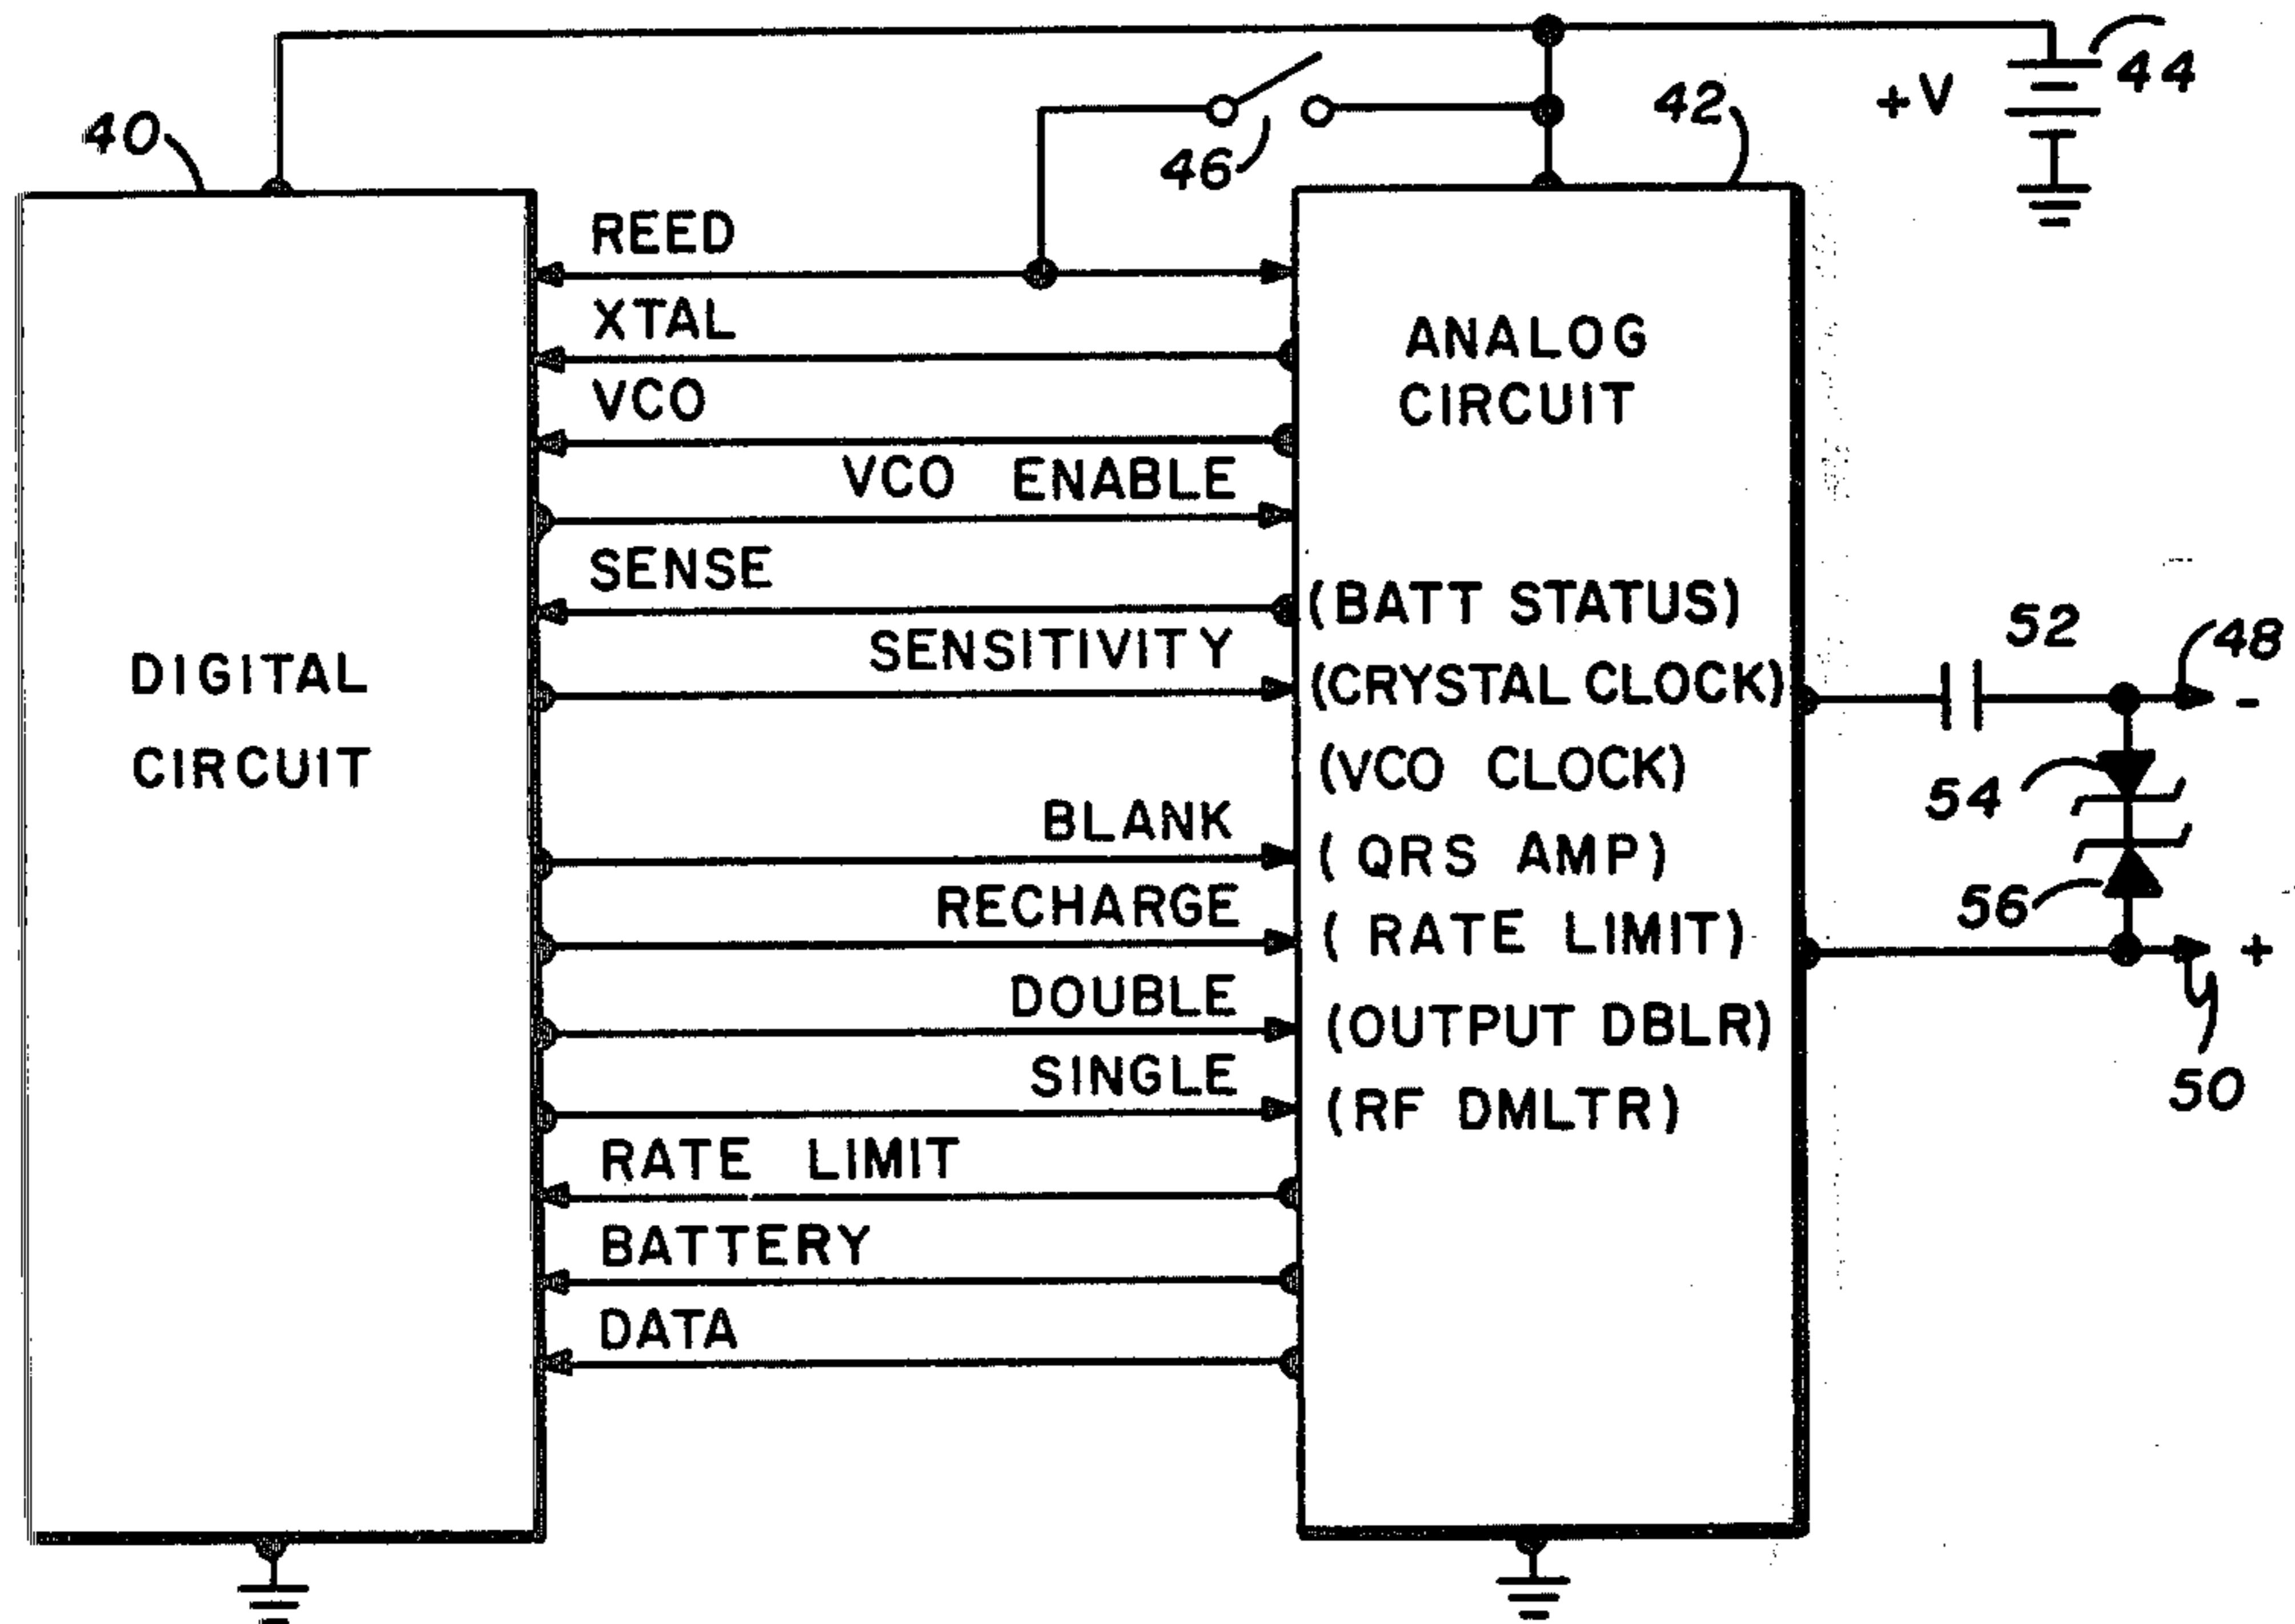 44
+V
42
40
46
REED
XTAL
ANALOG
CIRCUIT
VCO
VCO ENABLE
SENSE
(BATT STATUS)
52
48
SENSITIVITY
DIGITAL
CIRCUIT
(CRYSTAL CLOCK)
-
(VCO CLOCK)
54
BLANK
(QRS AMP)
56
RECHARGE
(RATE LIMIT)
+
DOUBLE
(OUTPUT DBLR)
50
SINGLE
(RF DMLTR)
RATE LIMIT
BATTERY
DATA